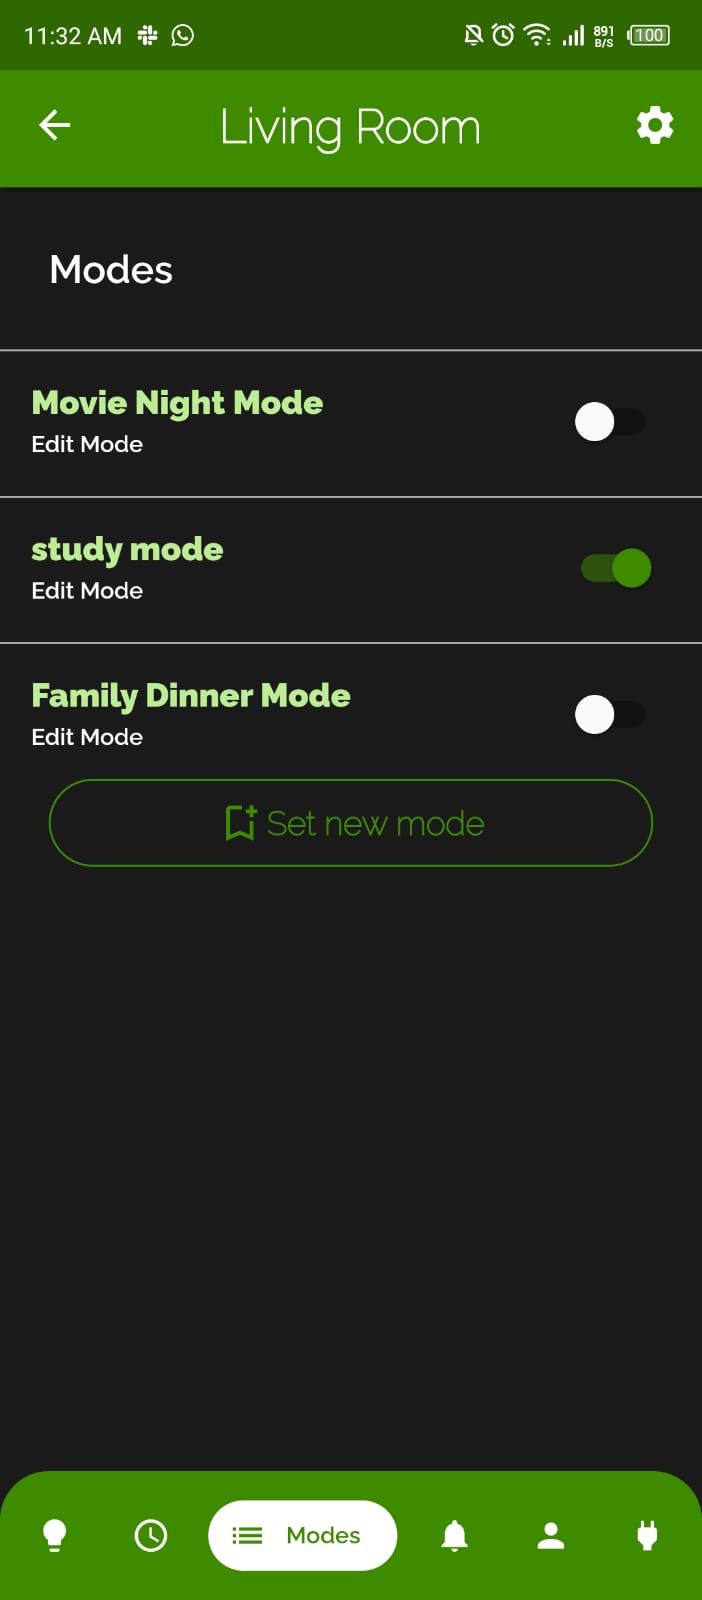 11:32 AM 891 B/S 100
Living Room
Modes
Movie Night Mode
Edit Mode
study mode
Edit Mode
Family Dinner Mode
Edit Mode
Set new mode
Modes